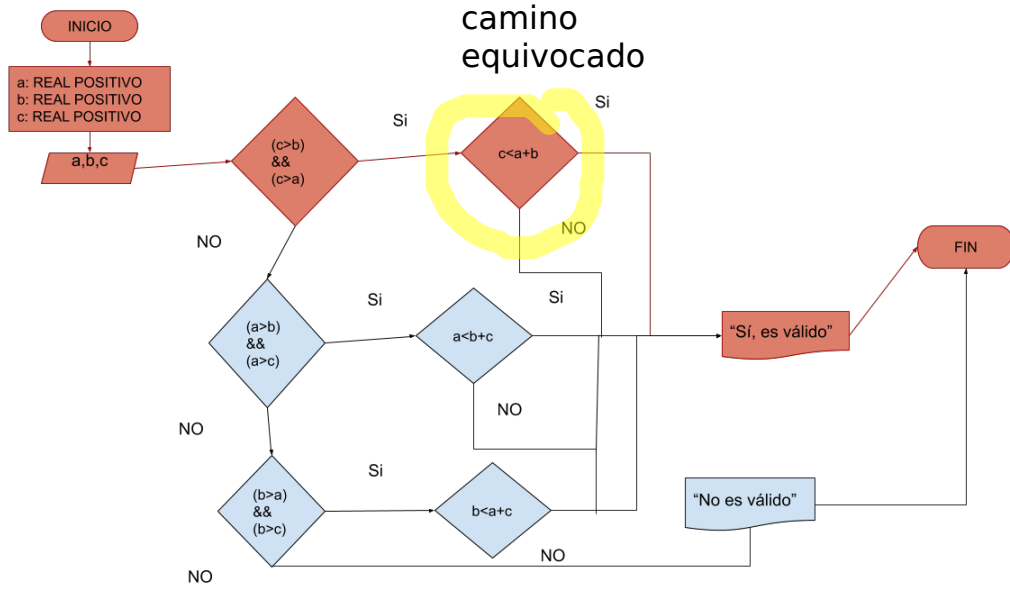 camino
equivocado
INICIO
a: REAL POSITIVO
b: REAL POSITIVO
c: REAL POSITIVO
a,b,c
(c>b)
&&
(c>a)
Si
c<a+b
Si
NO
NO
FIN
(a>b)
&&
(a>c)
Si
a<b+c
Si
“Sí, es válido”
NO
NO
(b>a)
&&
(b>c)
Si
b<a+c
“No es válido”
NO
NO